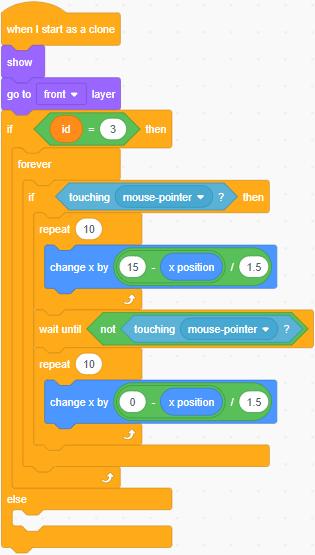 when I start as a clone
show
go to front layer
if id = 3 then
forever
if touching mouse-pointer ? then
repeat 10
change x by 15 - x position / 1.5
wait until not touching mouse-pointer ?
repeat 10
change x by 0 - x position / 1.5
else